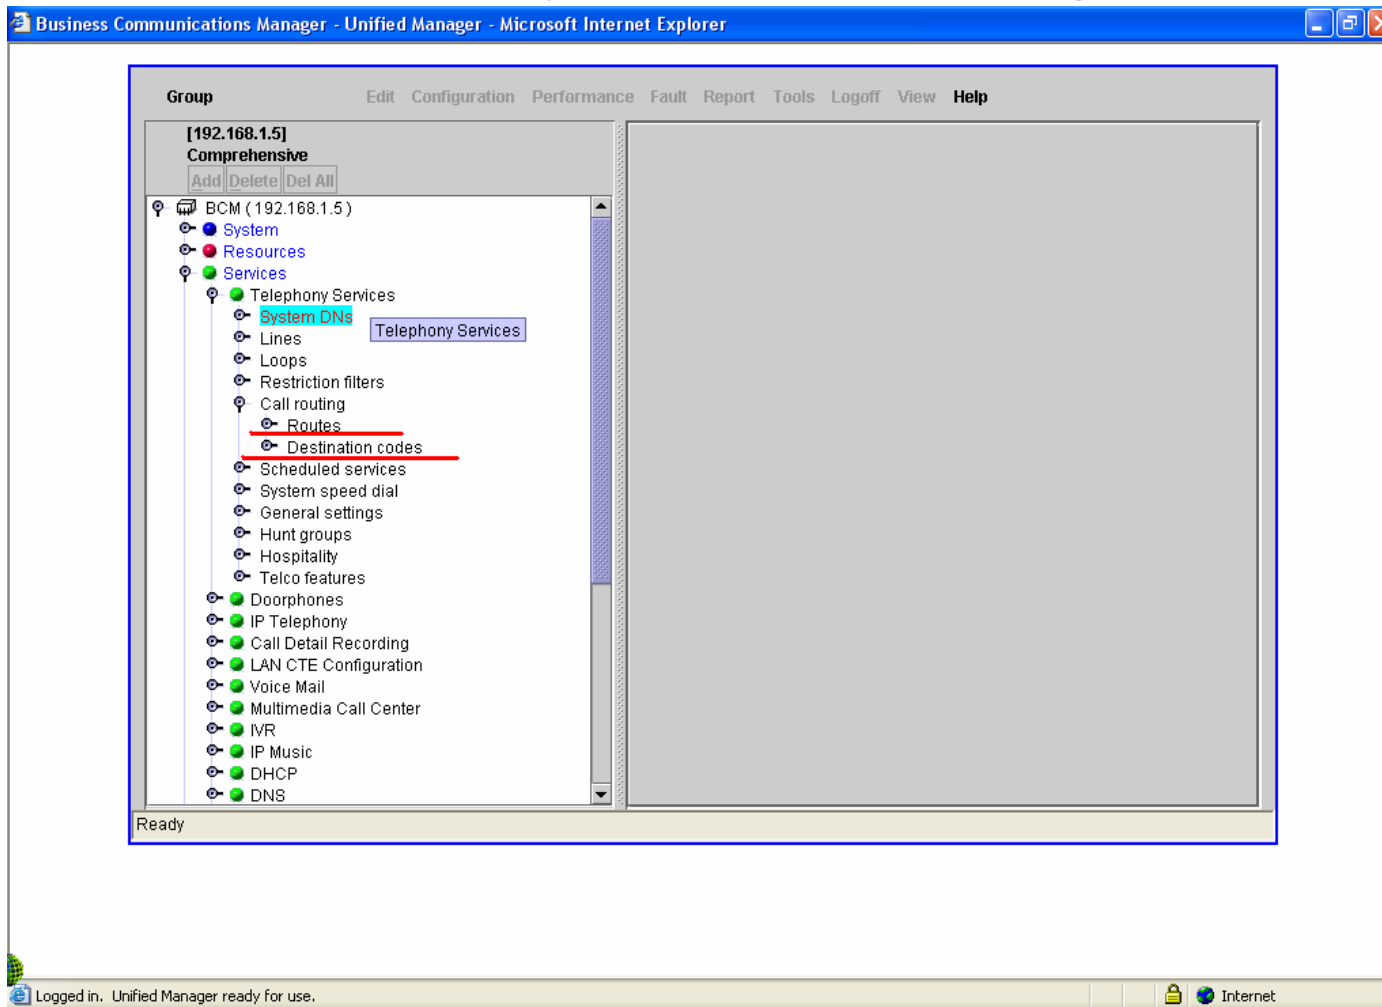 Business Communications Manager - Unified Manager - Microsoft Internet Explorer
Group Edit Configuration Performance Fault Report Tools Logoff View Help
[192.168.1.5]
Comprehensive
Add Delete Del All
BCM ( 192.168.1.5 )
System
Resources
Services
Telephony Services
System DNs
Telephony Services
Lines
Loops
Restriction filters
Call routing
Routes
Destination codes
Scheduled services
System speed dial
General settings
Hunt groups
Hospitality
Telco features
Doorphones
IP Telephony
Call Detail Recording
LAN CTE Configuration
Voice Mail
Multimedia Call Center
IVR
IP Music
DHCP
DNS
Ready
Logged in. Unified Manager ready for use.
Internet